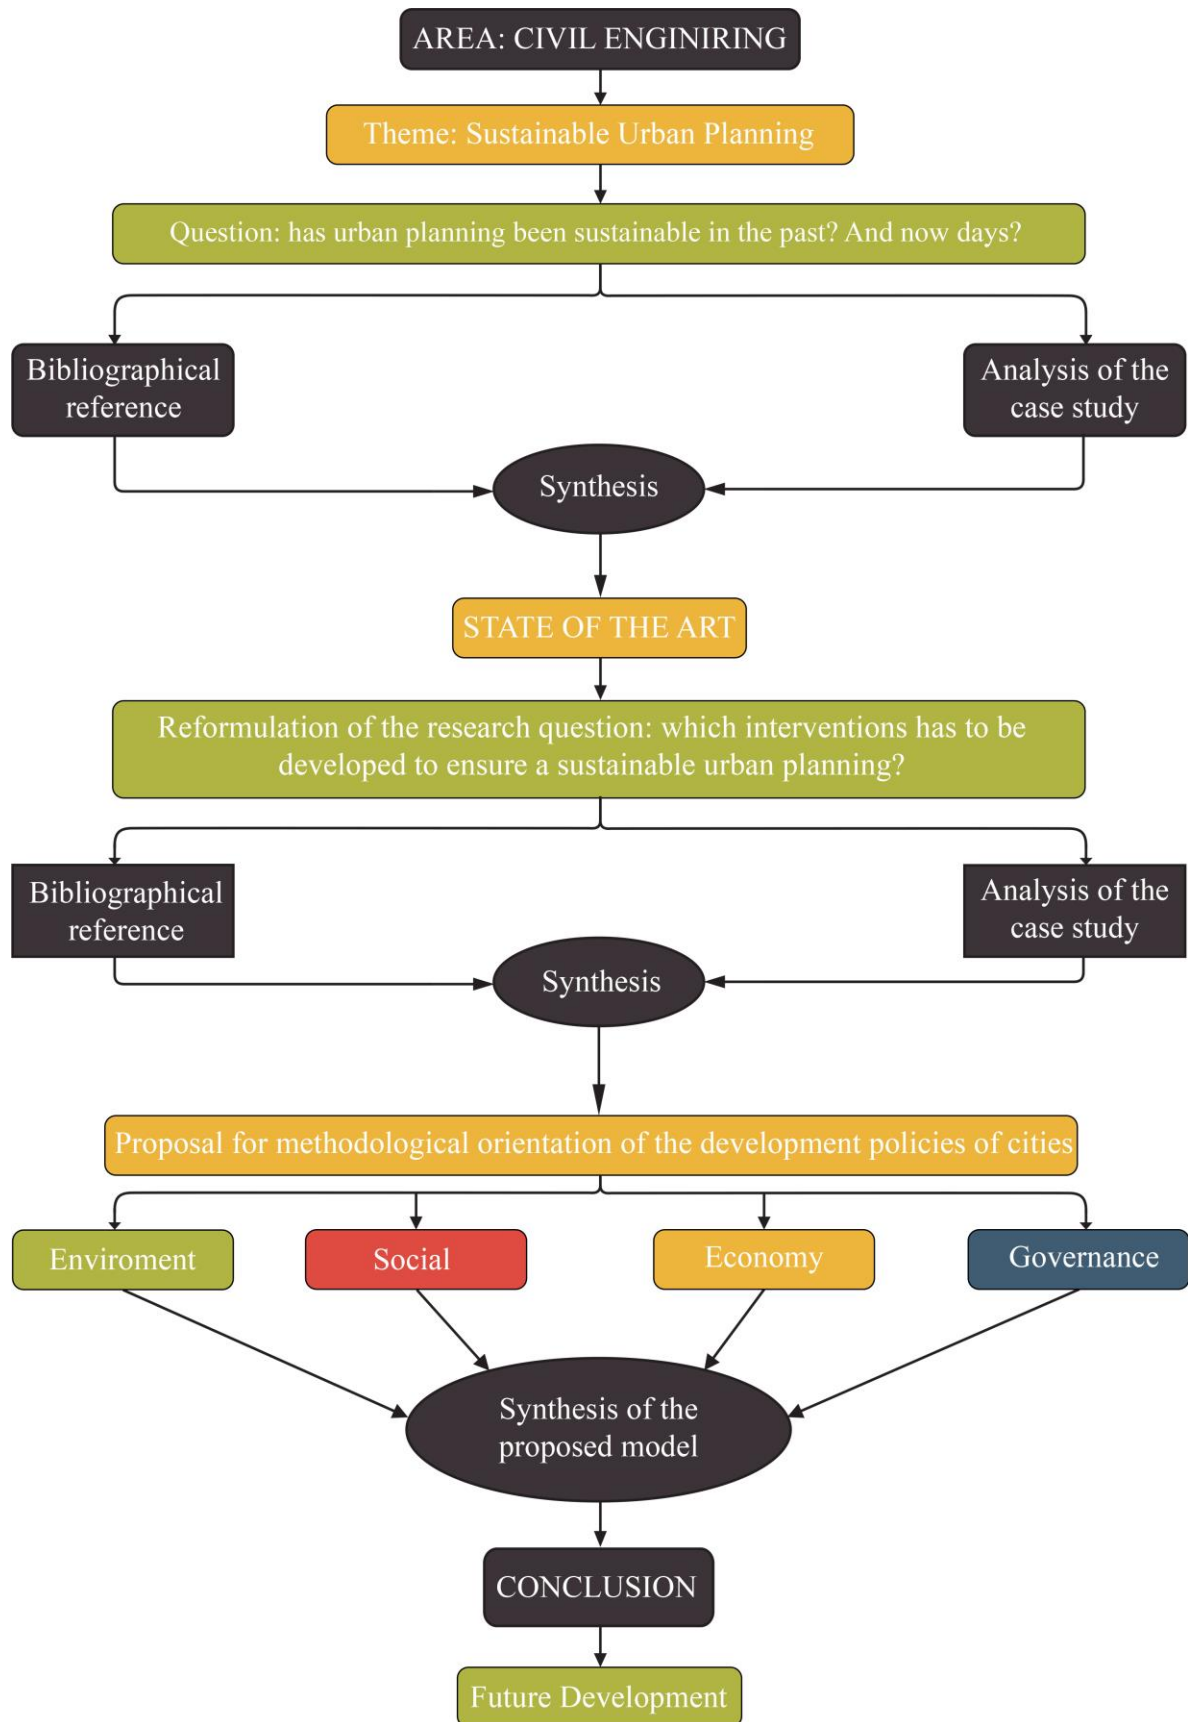 AREA: CIVIL ENGINIRING
Theme: Sustainable Urban Planning
Question: has urban planning been sustainable in the past? And now days?
Bibliographical
reference
Analysis of the
case study
Synthesis
STATE OF THE ART
Reformulation of the research question: which interventions has to be
developed to ensure a sustainable urban planning?
Bibliographical
reference
Analysis of the
case study
Synthesis
Proposal for methodological orientation of the development policies of cities
Enviroment
Social
Economy
Governance
Synthesis of the
proposed model
CONCLUSION
Future Development